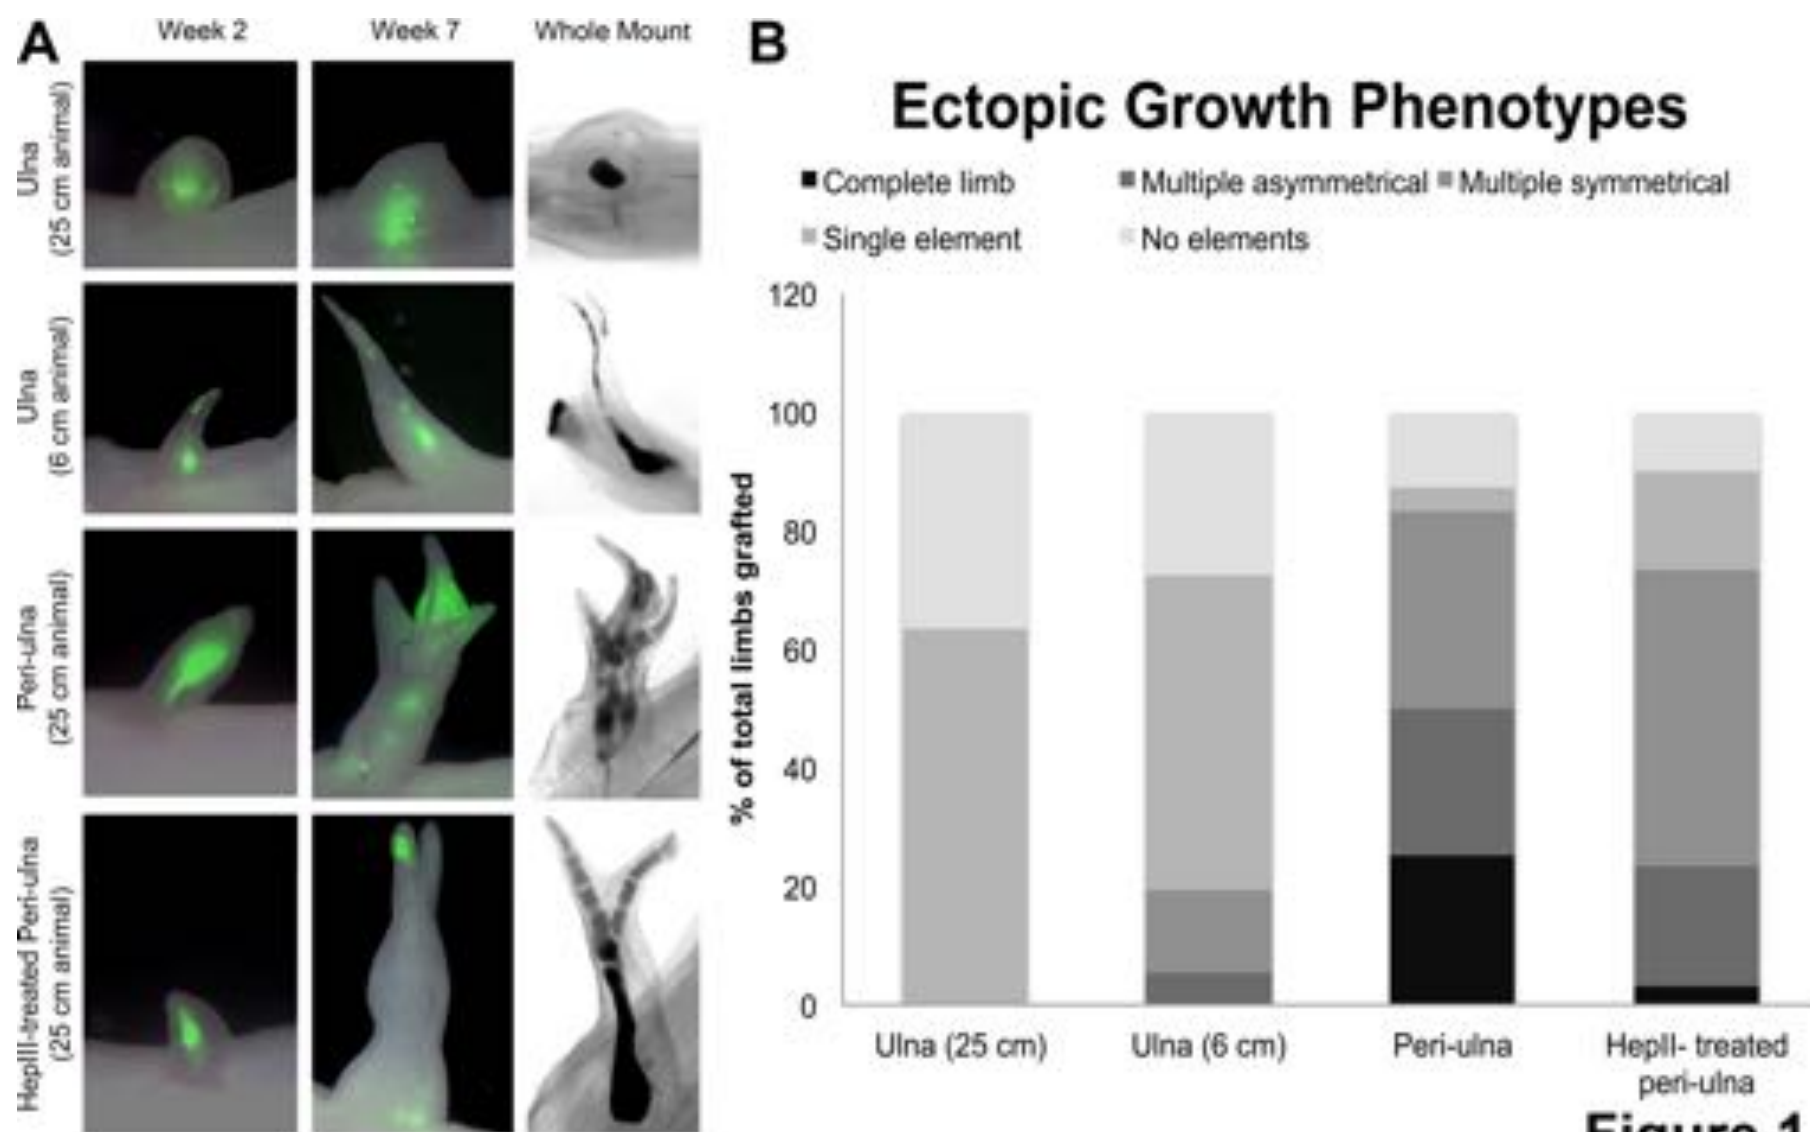 A
Week 2
Week 7
Whole Mount
Ulna
(25 cm animal)
Ulna
(6 cm animal)
Peri-ulna
(25 cm animal)
HepII-treated Peri-ulna
(25 cm animal)
B
Ectopic Growth Phenotypes
Complete limb
Multiple asymmetrical
Multiple symmetrical
Single element
No elements
% of total limbs grafted
120
100
80
60
40
20
0
Ulna (25 cm)
Ulna (6 cm)
Peri-ulna
HepII- treated
peri-ulna
Figure 1